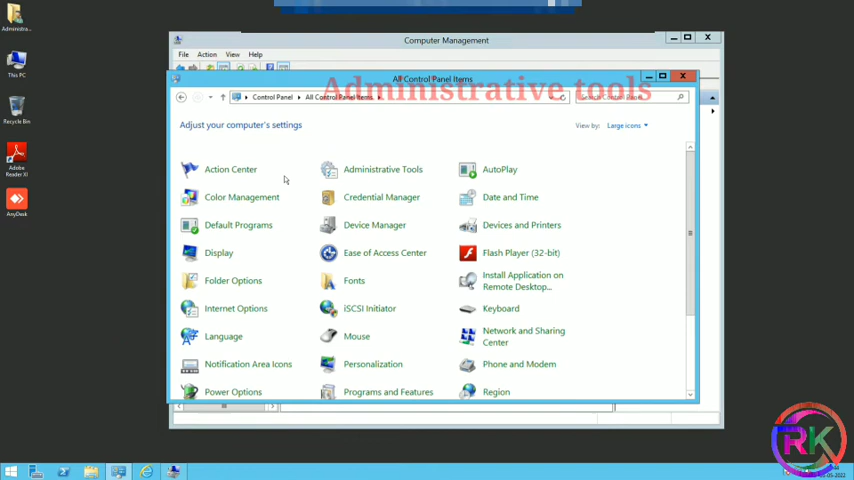 Administra...
This PC
Recycle Bin
Adobe
Reader XI
AnyDesk
Computer Management
File Action View Help
All Control Panel Items
Administrative tools
Control Panel All Control Panel Items
Search Control Panel
Adjust your computer's settings
View by: Large icons
Action Center
Administrative Tools
AutoPlay
Color Management
Credential Manager
Date and Time
Default Programs
Device Manager
Devices and Printers
Display
Ease of Access Center
Flash Player (32-bit)
Folder Options
Fonts
Install Application on
Remote Desktop...
Internet Options
iSCSI Initiator
Keyboard
Language
Mouse
Network and Sharing
Center
Notification Area Icons
Personalization
Phone and Modem
Power Options
Programs and Features
Region
RK